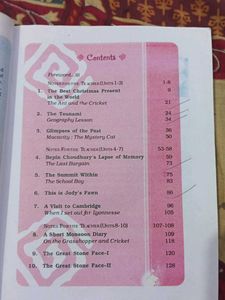 Contents
Foreword iii
NOTES FOR THE TEACHER (UNITS 1-3) 1-8
1. The Best Christmas Present in the World 9
The Ant and the Cricket 21
2. The Tsunami 24
Geography Lesson 34
3. Glimpses of the Past 36
Macavity : The Mystery Cat 50
NOTES FOR THE TEACHER (UNITS 4-7) 53-58
4. Bepin Choudhury's Lapse of Memory 59
The Last Bargain 71
5. The Summit Within 75
The School Boy 83
6. This is Jody's Fawn 86
7. A Visit to Cambridge 96
When I set out for Lyonnesse 105
NOTES FOR THE TEACHER (UNITS 8-10) 107-108
8. A Short Monsoon Diary 109
On the Grasshopper and Cricket 118
9. The Great Stone Face-I 120
10. The Great Stone Face-II 128